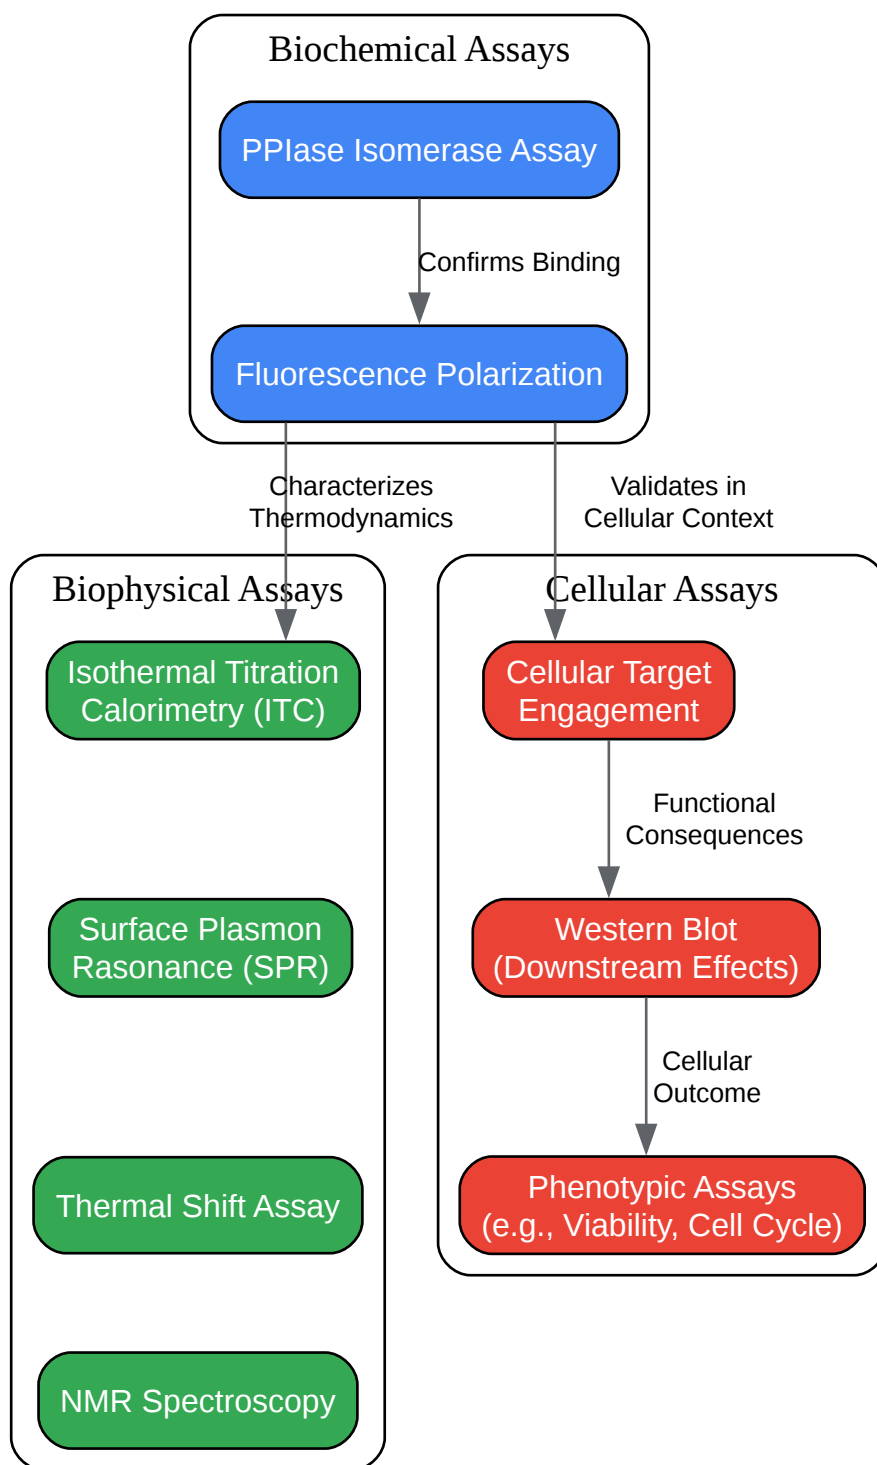 Biochemical Assays
PPIase Isomerase Assay
Confirms Binding
Fluorescence Polarization
Characterizes
Thermodynamics
Validates in
Cellular Context
Biophysical Assays
Isothermal Titration
Calorimetry (ITC)
Surface Plasmon
Rasonance (SPR)
Thermal Shift Assay
NMR Spectroscopy
Cellular Assays
Cellular Target
Engagement
Functional
Consequences
Western Blot
(Downstream Effects)
Cellular
Outcome
Phenotypic Assays
(e.g., Viability, Cell Cycle)